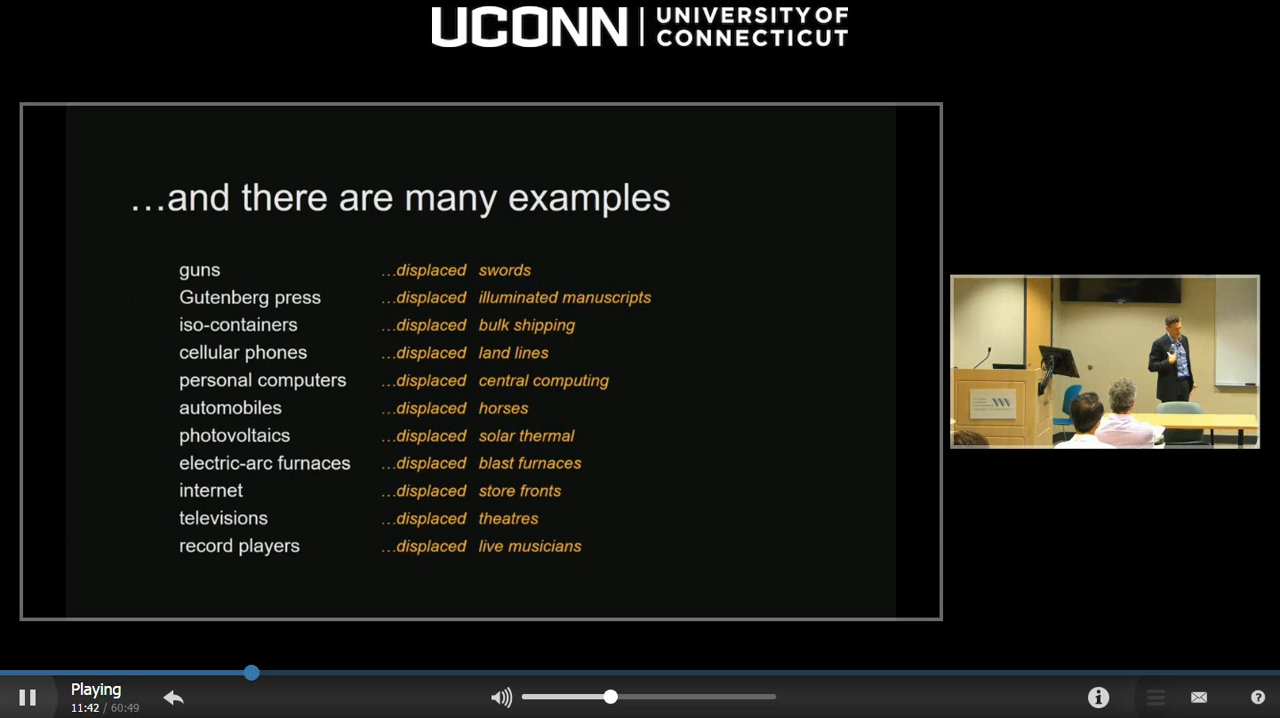 UCONN UNIVERSITY OF
CONNECTICUT
…and there are many examples
guns …displaced swords
Gutenberg press …displaced illuminated manuscripts
iso-containers …displaced bulk shipping
cellular phones …displaced land lines
personal computers …displaced central computing
automobiles …displaced horses
photovoltaics …displaced solar thermal
electric-arc furnaces …displaced blast furnaces
internet …displaced store fronts
televisions …displaced theatres
record players …displaced live musicians
Playing
11:42 / 60:49